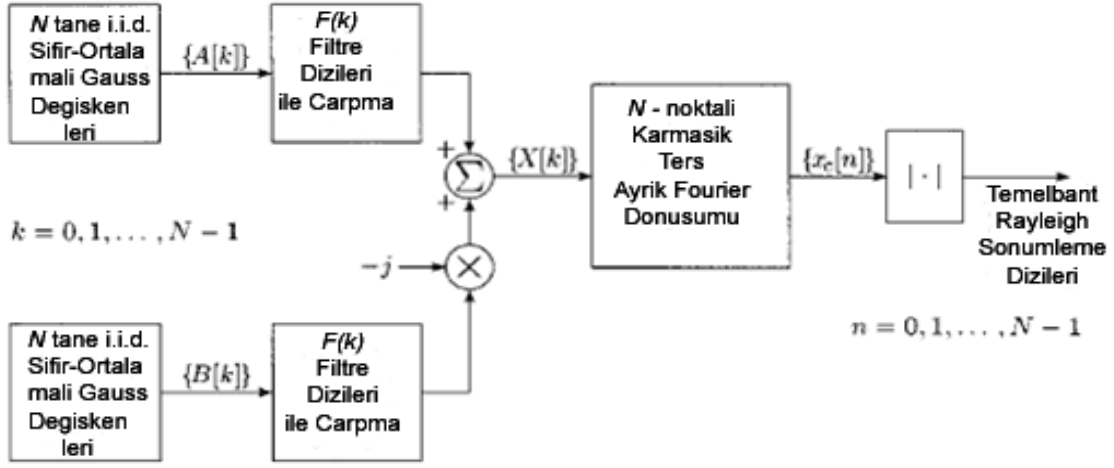 N tane i.i.d.
Sifir-Ortala
mali Gauss
Degisken
leri
{A[k]}
F(k)
Filtre
Dizileri
ile Carpma
+
+
∑
{X[k]}
N - noktali
Karmasik
Ters
Ayrik Fourier
Donusumu
{x_c[n]}
| · |
Temelbant
Rayleigh
Sonumleme
Dizileri
k = 0, 1, . . . , N − 1
−j
×
n = 0, 1, . . . , N − 1
N tane i.i.d.
Sifir-Ortala
mali Gauss
Degisken
leri
{B[k]}
F(k)
Filtre
Dizileri
ile Carpma